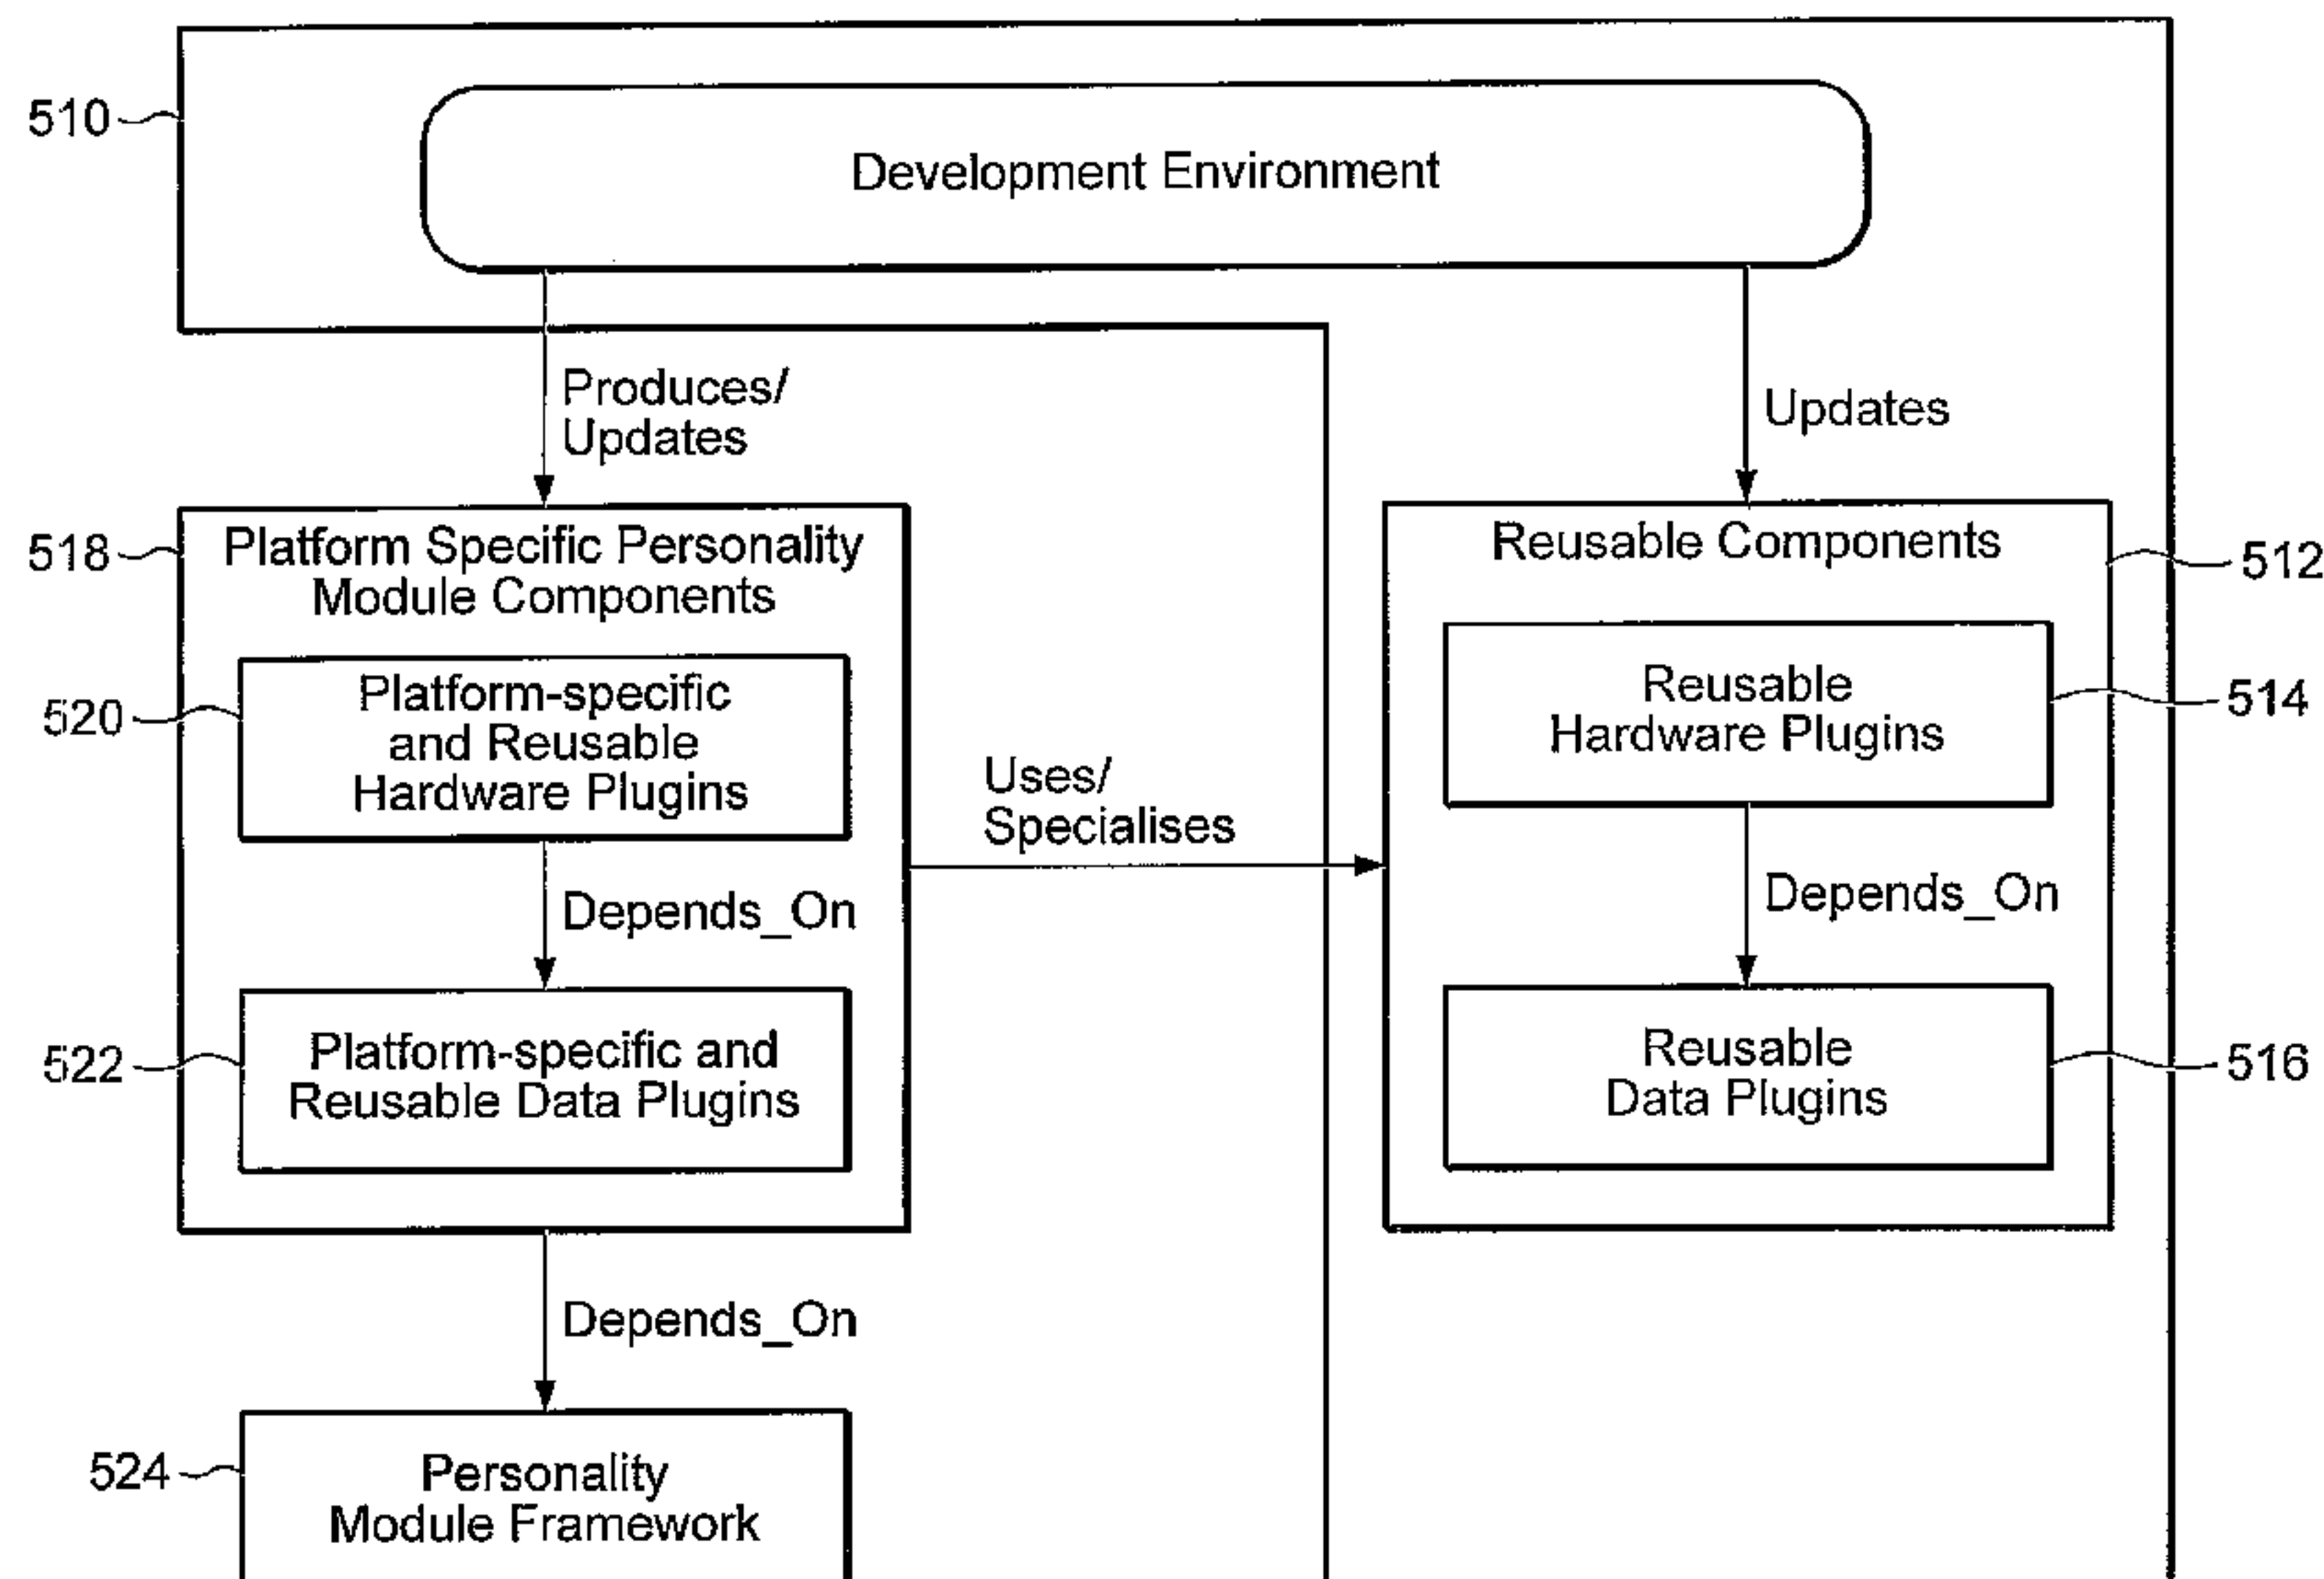 510
Development Environment
Produces/
Updates
Updates
518
Platform Specific Personality
Module Components
520
Platform-specific
and Reusable
Hardware Plugins
Depends_On
522
Platform-specific and
Reusable Data Plugins
Uses/
Specialises
Reusable Components
512
Reusable
Hardware Plugins
514
Depends_On
Reusable
Data Plugins
516
Depends_On
524
Personality
Module Framework